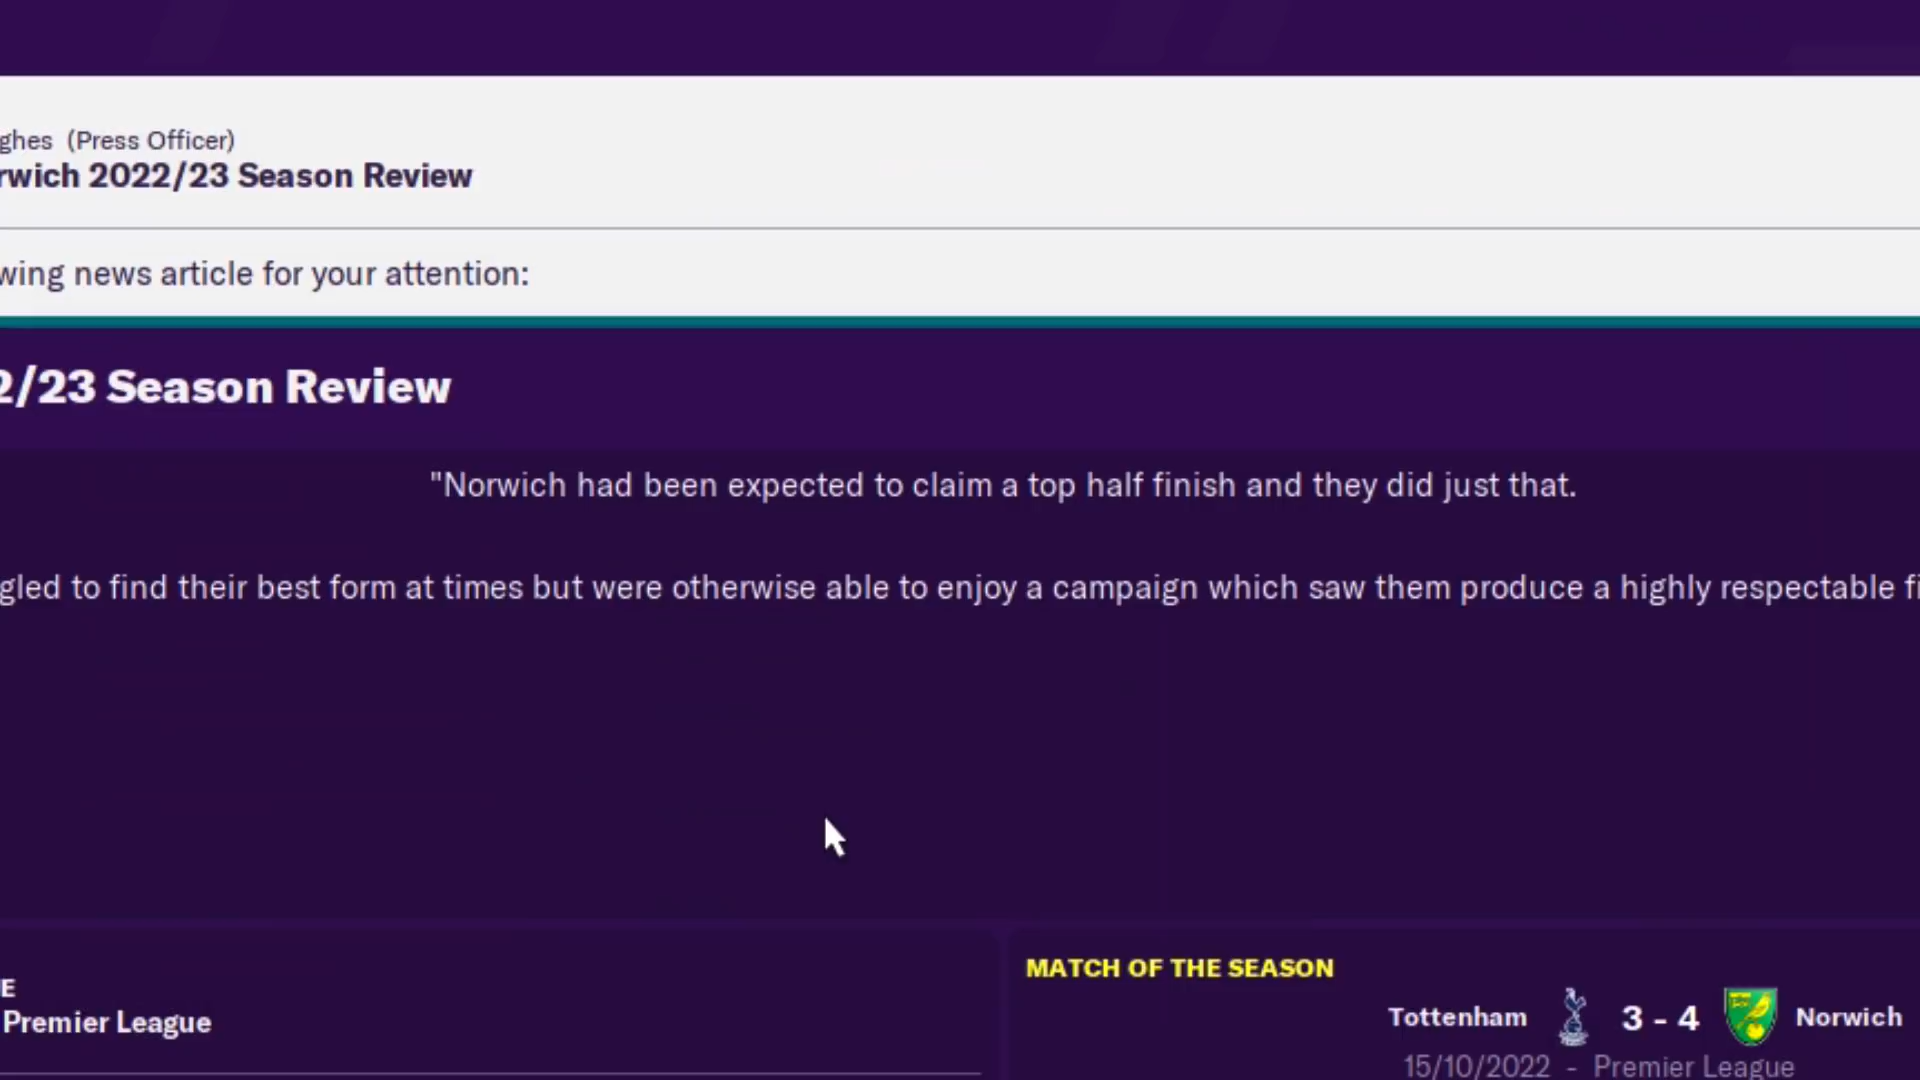 ghes (Press Officer)
rwich 2022/23 Season Review
wing news article for your attention:
2/23 Season Review
"Norwich had been expected to claim a top half finish and they did just that.
gled to find their best form at times but were otherwise able to enjoy a campaign which saw them produce a highly respectable fi
E
Premier League
MATCH OF THE SEASON
Tottenham 3 - 4 Norwich
15/10/2022 - Premier League